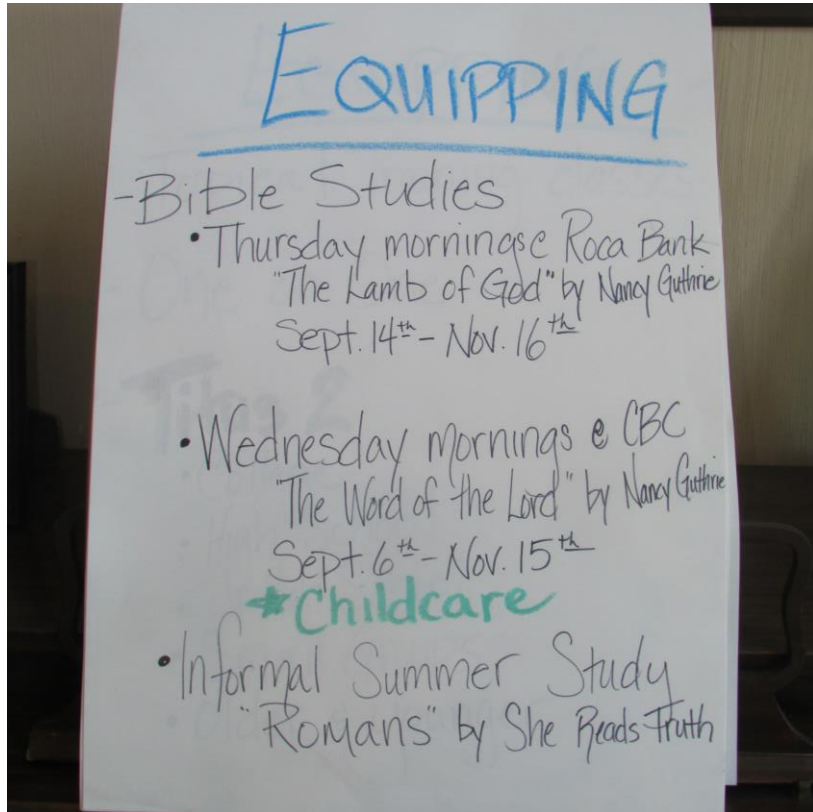 EQUIPPING
- Bible Studies
• Thursday mornings @ Roca Bank
"The Lamb of God" by Nancy Guthrie
Sept. 14th - Nov. 16th
• Wednesday mornings @ CBC
"The Word of the Lord" by Nancy Guthrie
Sept. 6th - Nov. 15th
* Childcare
• Informal Summer Study
"Romans" by She Reads Truth